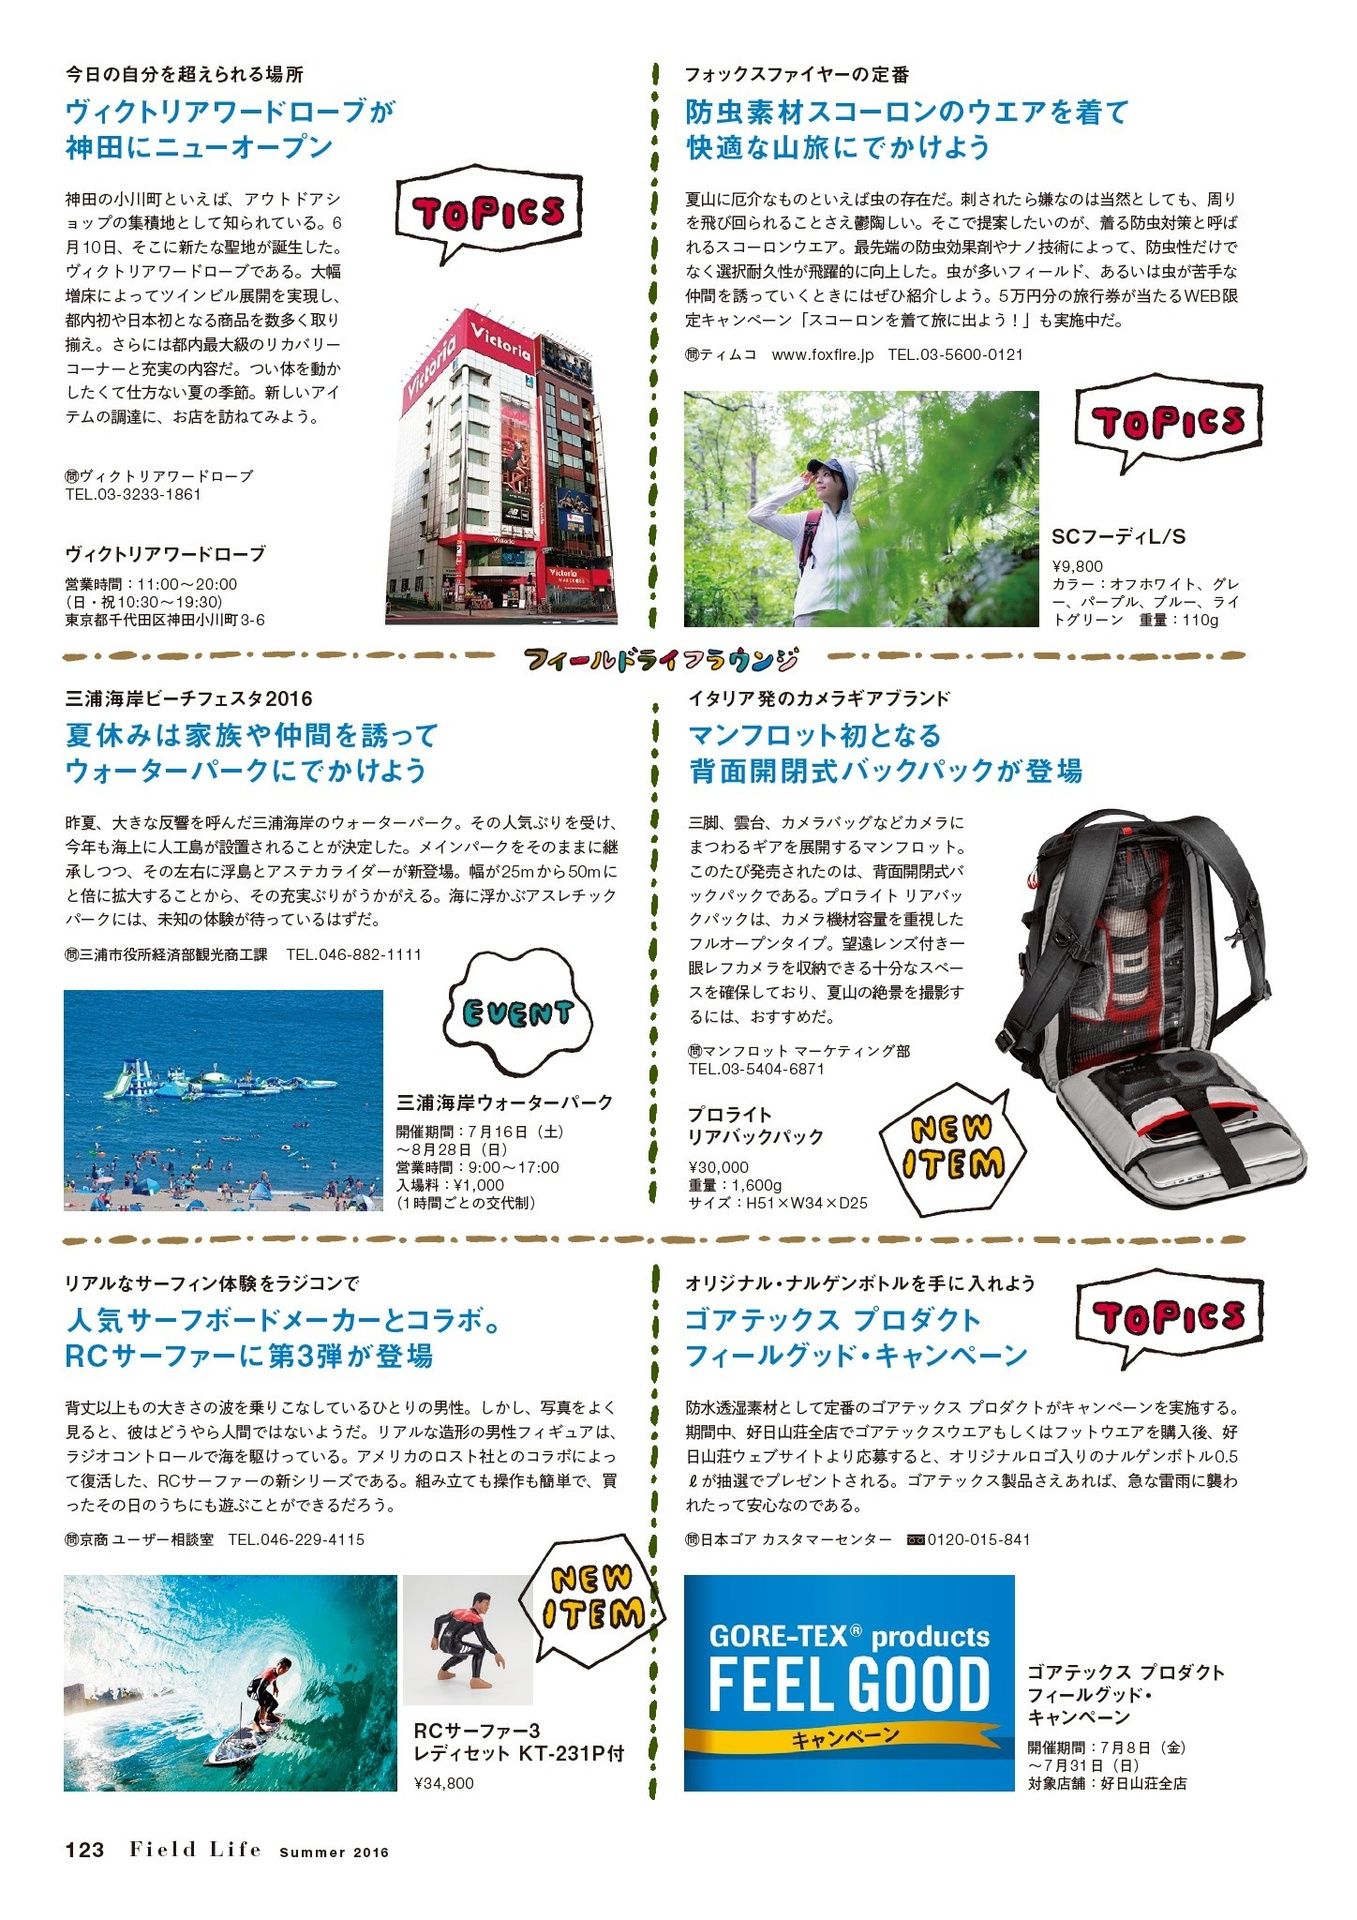 今日の自分を超えられる場所
ヴィクトリアワードローブが
神田にニューオープン
神田の小川町といえば、アウトドアシ
ョップの集積地として知られている。6
月10日、そこに新たな聖地が誕生した。
ヴィクトリアワードローブである。大幅
増床によってツインビル展開を実現し、
都内初や日本初となる商品を数多く取り
揃え。さらには都内最大級のリカバリー
コーナーと充実の内容だ。つい体を動か
したくて仕方ない夏の季節。新しいアイ
テムの調達に、お店を訪ねてみよう。
㉄ヴィクトリアワードローブ
TEL.03-3233-1861
ヴィクトリアワードローブ
営業時間：11:00〜20:00
（日・祝10:30〜19:30）
東京都千代田区神田小川町3-6
TOPICS
Victoria
Victoria
Victoria
Victoria
フォックスファイヤーの定番
防虫素材スコーロンのウエアを着て
快適な山旅にでかけよう
夏山に厄介なものといえば虫の存在だ。刺されたら嫌なのは当然としても、周り
を飛び回られることさえ鬱陶しい。そこで提案したいのが、着る防虫対策と呼ば
れるスコーロンウエア。最先端の防虫効果剤やナノ技術によって、防虫性だけで
なく選択耐久性が飛躍的に向上した。虫が多いフィールド、あるいは虫が苦手な
仲間を誘っていくときにはぜひ紹介しよう。5万円分の旅行券が当たるWEB限
定キャンペーン「スコーロンを着て旅に出よう！」も実施中だ。
㉄ティムコ　www.foxfire.jp　TEL.03-5600-0121
TOPICS
SCフーディL/S
¥9,800
カラー：オフホワイト、グレ
ー、パープル、ブルー、ライ
トグリーン　重量：110g
フィールドライフラウンジ
三浦海岸ビーチフェスタ2016
夏休みは家族や仲間を誘って
ウォーターパークにでかけよう
昨夏、大きな反響を呼んだ三浦海岸のウォーターパーク。その人気ぶりを受け、
今年も海上に人工島が設置されることが決定した。メインパークをそのままに継
承しつつ、その左右に浮島とアステカライダーが新登場。幅が25mから50mに
と倍に拡大することから、その充実ぶりがうかがえる。海に浮かぶアスレチック
パークには、未知の体験が待っているはずだ。
㉄三浦市役所経済部観光商工課　TEL.046-882-1111
EVENT
三浦海岸ウォーターパーク
開催期間：7月16日（土）
〜8月28日（日）
営業時間：9:00〜17:00
入場料：¥1,000
（1時間ごとの交代制）
イタリア発のカメラギアブランド
マンフロット初となる
背面開閉式バックパックが登場
三脚、雲台、カメラバッグなどカメラに
まつわるギアを展開するマンフロット。
このたび発売されたのは、背面開閉式バ
ックパックである。プロライト リアバッ
クパックは、カメラ機材容量を重視した
フルオープンタイプ。望遠レンズ付き一
眼レフカメラを収納できる十分なスペー
スを確保しており、夏山の絶景を撮影す
るには、おすすめだ。
㉄マンフロット マーケティング部
TEL.03-5404-6871
プロライト
リアバックパック
¥30,000
重量：1,600g
サイズ：H51×W34×D25
NEW
ITEM
リアルなサーフィン体験をラジコンで
人気サーフボードメーカーとコラボ。
RCサーファーに第3弾が登場
背丈以上もの大きさの波を乗りこなしているひとりの男性。しかし、写真をよく
見ると、彼はどうやら人間ではないようだ。リアルな造形の男性フィギュアは、
ラジオコントロールで海を駆けっている。アメリカのロスト社とのコラボによっ
て復活した、RCサーファーの新シリーズである。組み立ても操作も簡単で、買
ったその日のうちにも遊ぶことができるだろう。
㉄京商 ユーザー相談室　TEL.046-229-4115
NEW
ITEM
RCサーファー3
レディセット KT-231P付
¥34,800
オリジナル・ナルゲンボトルを手に入れよう
ゴアテックス プロダクト
フィールグッド・キャンペーン
TOPICS
防水透湿素材として定番のゴアテックス プロダクトがキャンペーンを実施する。
期間中、好日山荘全店でゴアテックスウエアもしくはフットウエアを購入後、好
日山荘ウェブサイトより応募すると、オリジナルロゴ入りのナルゲンボトル0.5
ℓが抽選でプレゼントされる。ゴアテックス製品さえあれば、急な雷雨に襲わ
れたって安心なのである。
㉄日本ゴア カスタマーセンター　0120-015-841
GORE-TEX® products
FEEL GOOD
キャンペーン
ゴアテックス プロダクト
フィールグッド・
キャンペーン
開催期間：7月8日（金）
〜7月31日（日）
対象店舗：好日山荘全店
123 Field Life Summer 2016